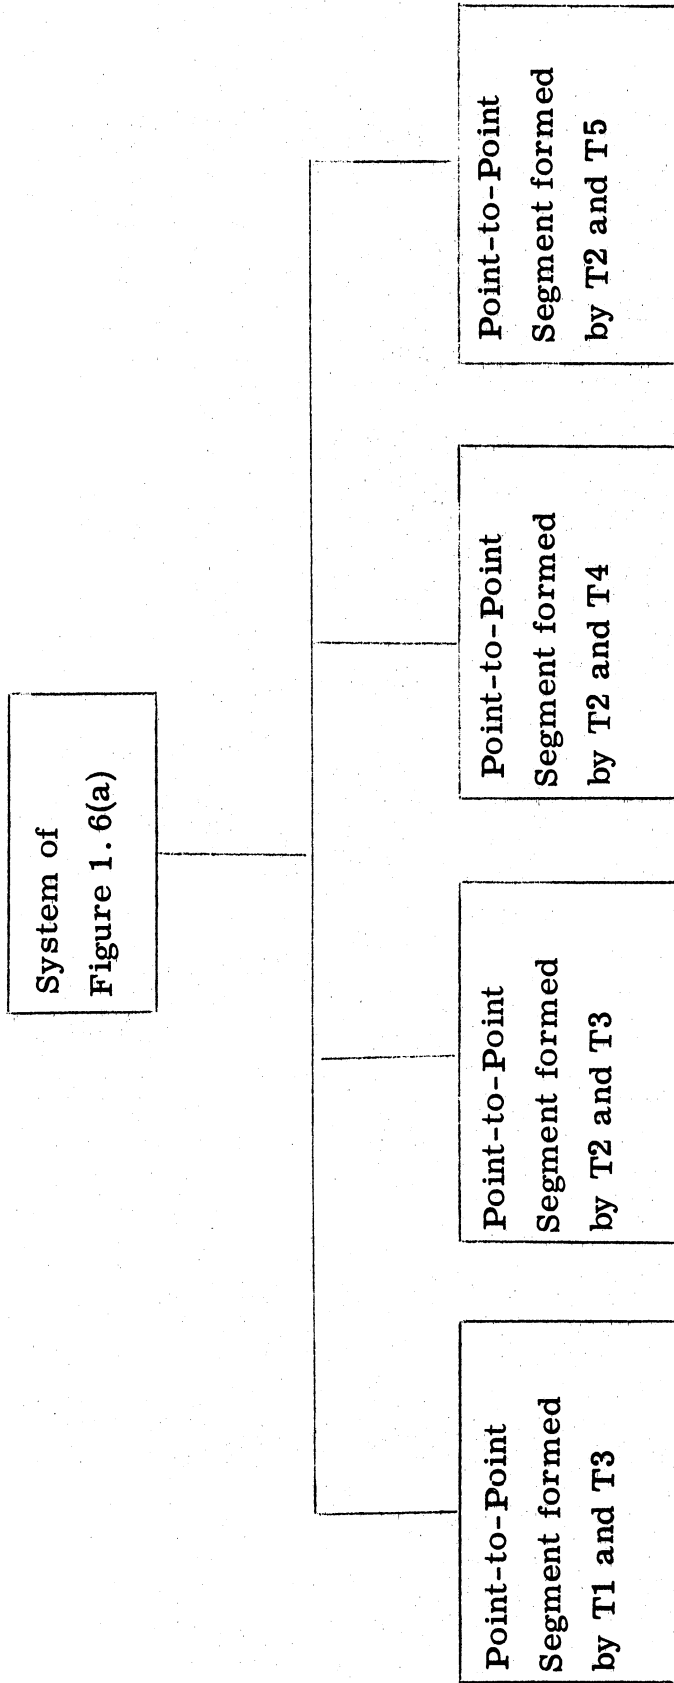 System of
Figure 1. 6(a)
Point-to-Point
Segment formed
by T1 and T3
Point-to-Point
Segment formed
by T2 and T3
Point-to-Point
Segment formed
by T2 and T4
Point-to-Point
Segment formed
by T2 and T5